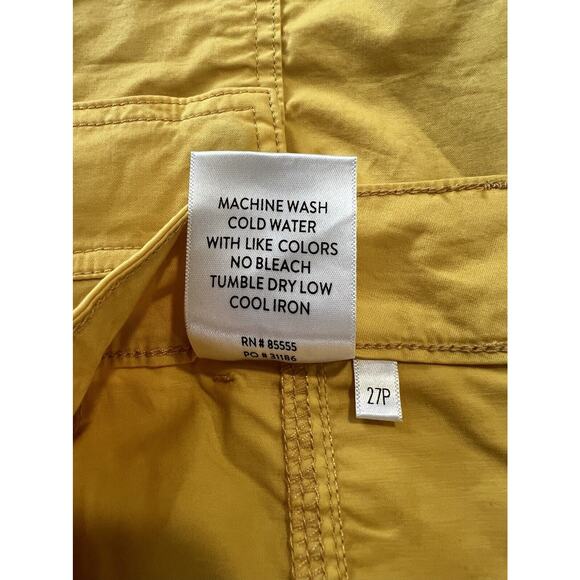 MACHINE WASH
COLD WATER
WITH LIKE COLORS
NO BLEACH
TUMBLE DRY LOW
COOL IRON
RN# 85555
PO # 31186
27P